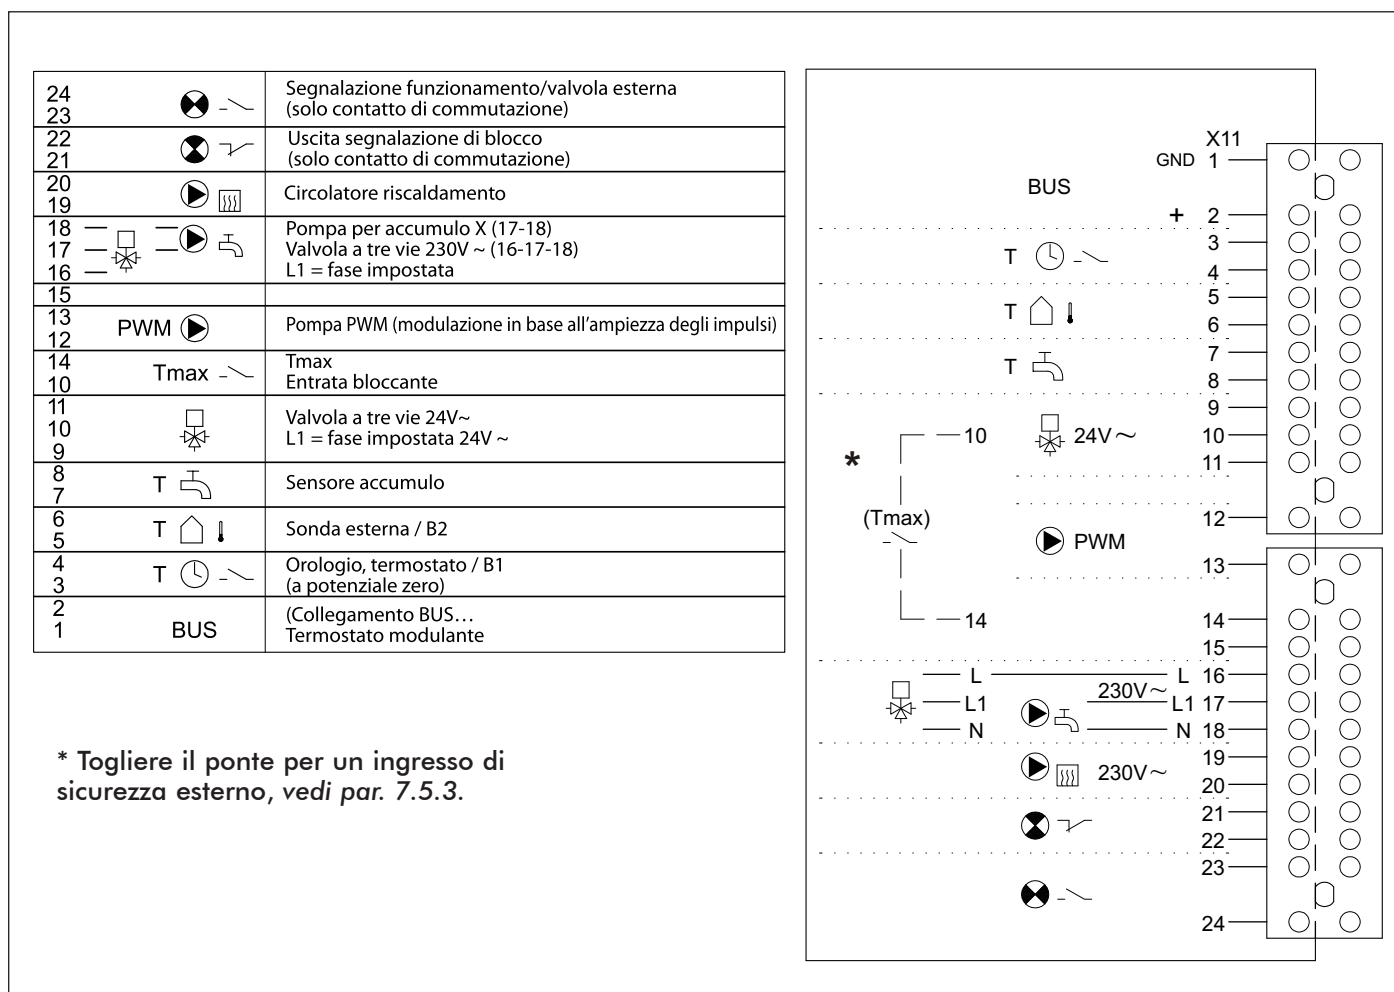 24
23
Segnalazione funzionamento/valvola esterna
(solo contatto di commutazione)
22
21
Uscita segnalazione di blocco
(solo contatto di commutazione)
20
19
Circolatore riscaldamento
18
17
16
Pompa per accumulo X (17-18)
Valvola a tre vie 230V ~ (16-17-18)
L1 = fase impostata
15
13
12
PWM
Pompa PWM (modulazione in base all'ampiezza degli impulsi)
14
10
Tmax
Tmax
Entrata bloccante
11
10
9
Valvola a tre vie 24V~
L1 = fase impostata 24V ~
8
7
T
Sensore accumulo
6
5
T
Sonda esterna / B2
4
3
T
Orologio, termostato / B1
(a potenziale zero)
2
1
BUS
(Collegamento BUS…
Termostato modulante
* Togliere il ponte per un ingresso di
sicurezza esterno, vedi par. 7.5.3.
X11
GND 1
BUS
+ 2
3
T
4
5
T
6
7
T
8
9
10 24V~ 10
*
11
(Tmax)
12
PWM
13
14 14
15
L L 16
230V~
L1 L1 17
N N 18
19
230V~
20
21
22
23
24